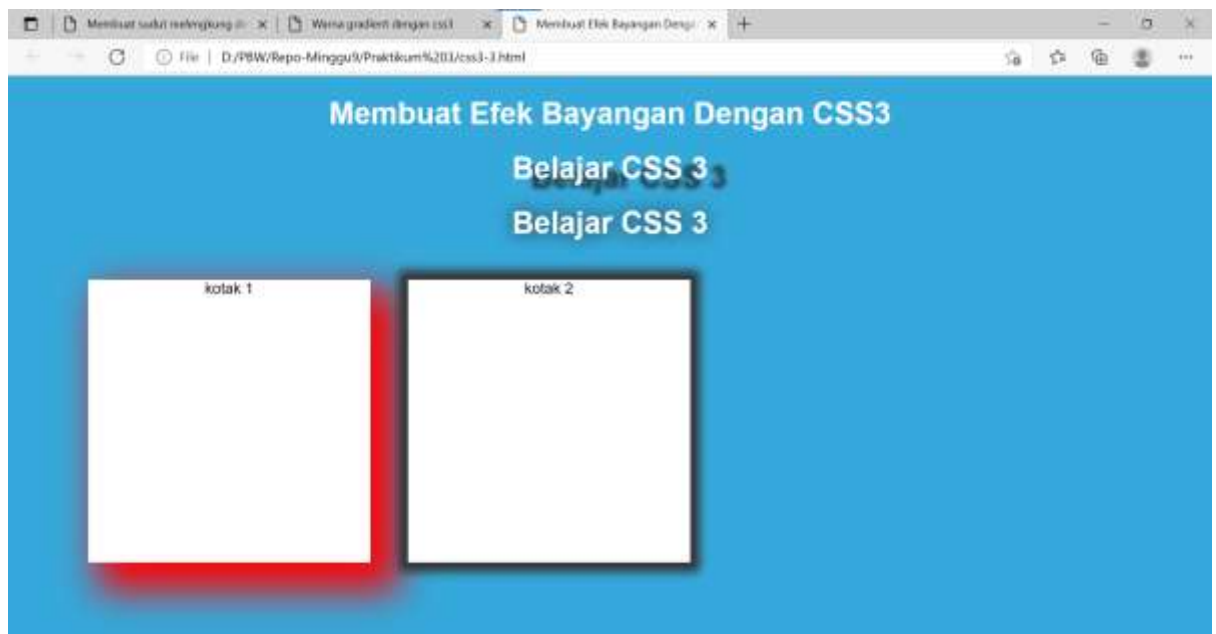 Membuat sudut melengkung di
Warna gradient dengan css3
Membuat Efek Bayangan Denga
File | D:/PBW/Repo-Minggu9/Praktikum%203/css3-3.html
Membuat Efek Bayangan Dengan CSS3
Belajar CSS 3
Belajar CSS 3
kotak 1
kotak 2